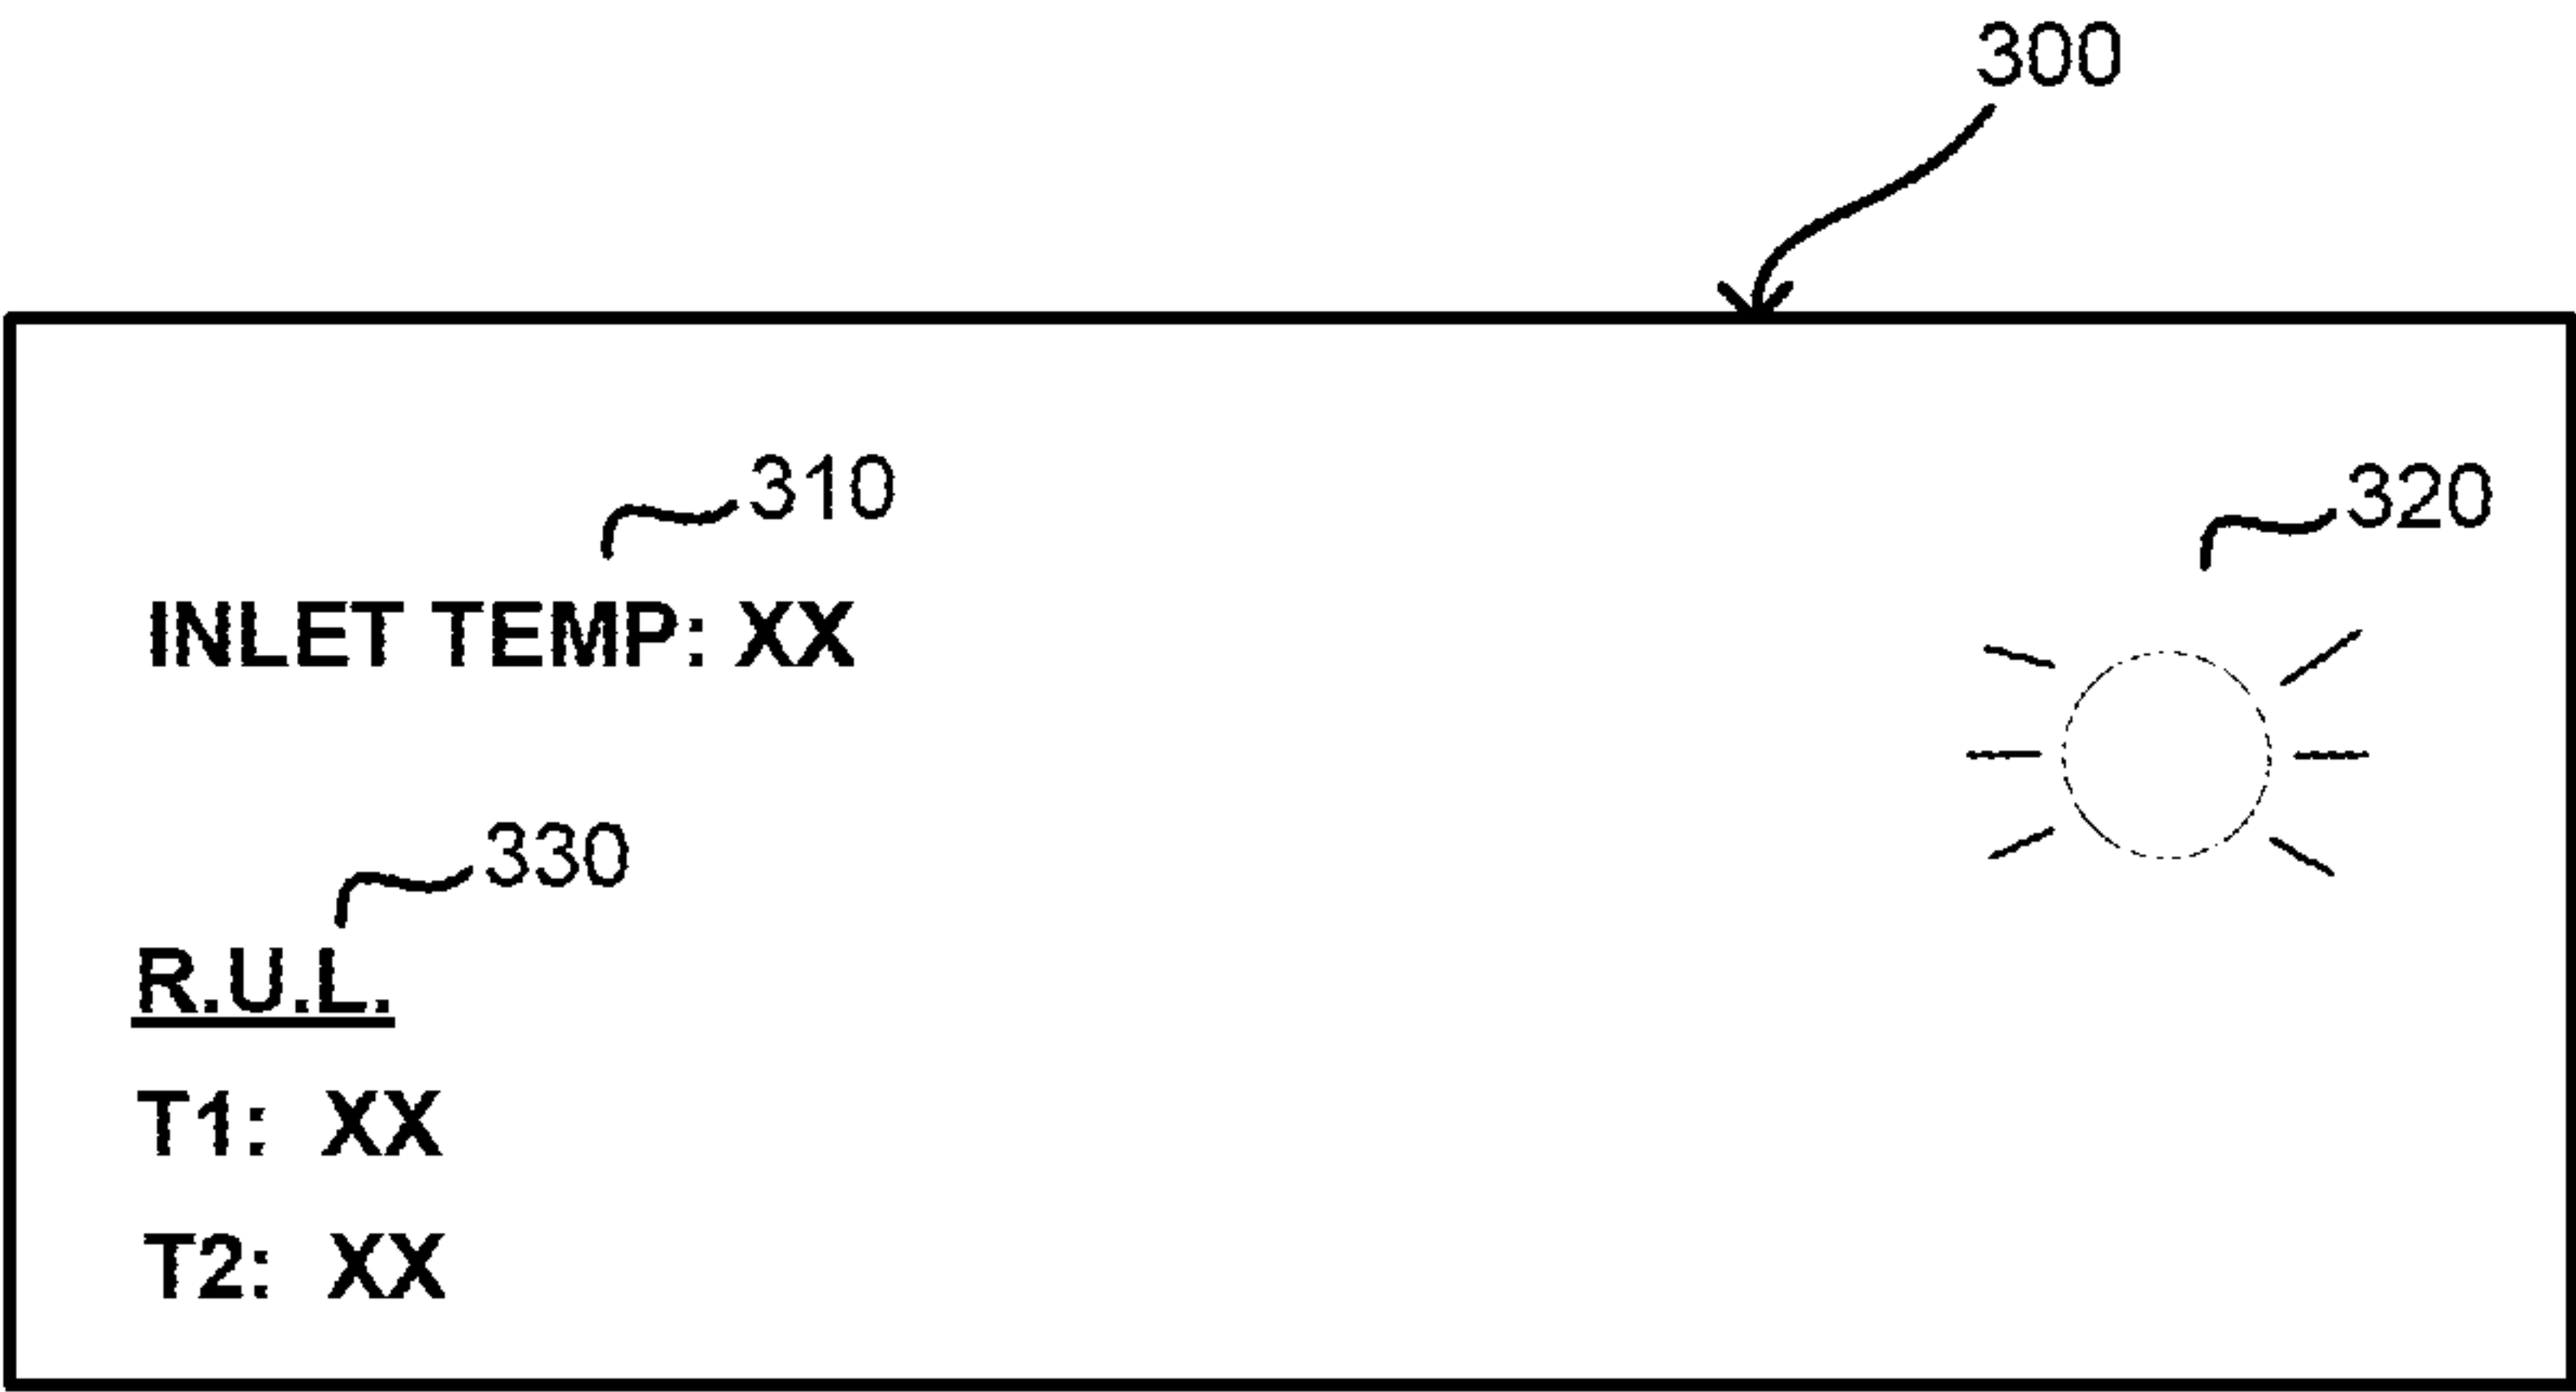 300
310
320
INLET TEMP: XX
330
R.U.L.
T1: XX
T2: XX